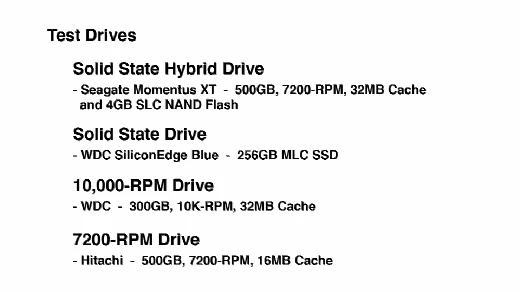 Test Drives
Solid State Hybrid Drive
- Seagate Momentus XT - 500GB, 7200-RPM, 32MB Cache
and 4GB SLC NAND Flash
Solid State Drive
- WDC SiliconEdge Blue - 256GB MLC SSD
10,000-RPM Drive
- WDC - 300GB, 10K-RPM, 32MB Cache
7200-RPM Drive
- Hitachi - 500GB, 7200-RPM, 16MB Cache